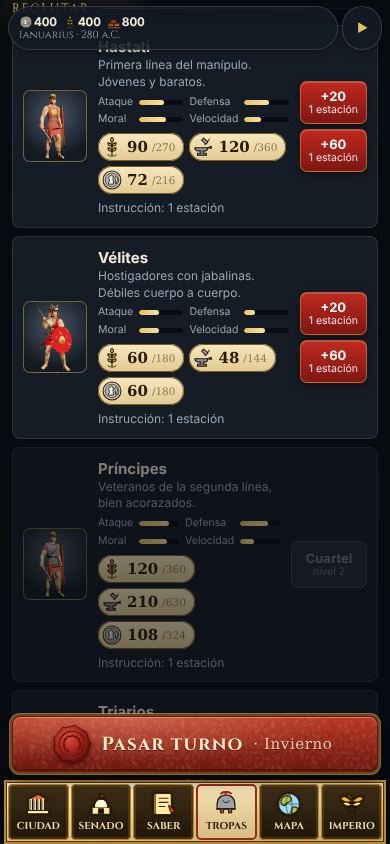 RECLUTAR
400 400 800
IANUARIUS · 280 A.C.
Hastati
Primera línea del manípulo.
Jóvenes y baratos.
Ataque Defensa
Moral Velocidad
90 /270 120 /360
72 /216
Instrucción: 1 estación
+20
1 estación
+60
1 estación
Vélites
Hostigadores con jabalinas.
Débiles cuerpo a cuerpo.
Ataque Defensa
Moral Velocidad
60 /180 48 /144
60 /180
Instrucción: 1 estación
+20
1 estación
+60
1 estación
Príncipes
Veteranos de la segunda línea,
bien acorazados.
Ataque Defensa
Moral Velocidad
120 /360
210 /630
108 /324
Instrucción: 1 estación
Cuartel
nivel 2
Triarios
PASAR TURNO · Invierno
CIUDAD SENADO SABER TROPAS MAPA IMPERIO